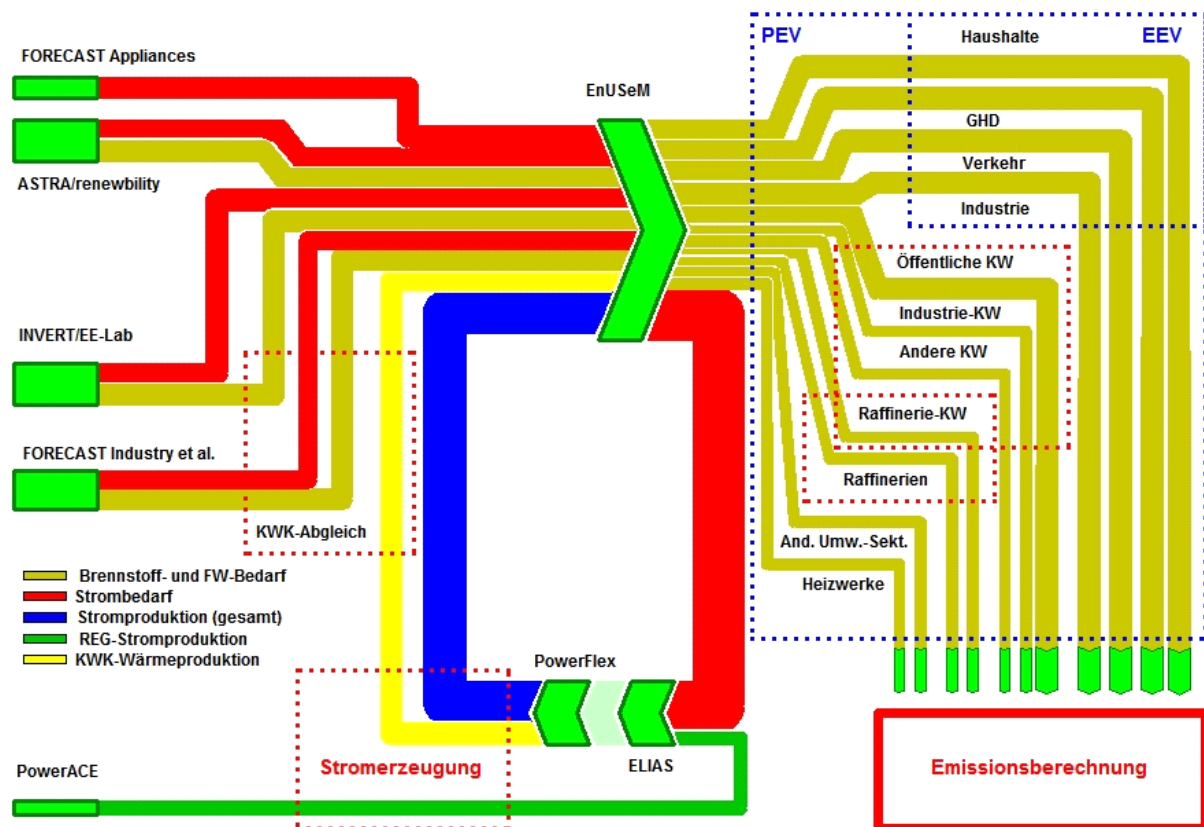 FORECAST Appliances
EnUSeM
PEV
Haushalte
EEV
GHD
ASTRA/renewbility
Verkehr
Industrie
Öffentliche KW
Industrie-KW
INVERT/EE-Lab
Andere KW
Raffinerie-KW
FORECAST Industry et al.
Raffinerien
KWK-Abgleich
And. Umw.-Sekt.
Heizwerke
Brennstoff- und FW-Bedarf
Strombedarf
Stromproduktion (gesamt)
REG-Stromproduktion
KWK-Wärmeproduktion
PowerFlex
ELIAS
PowerACE
Stromerzeugung
Emissionsberechnung